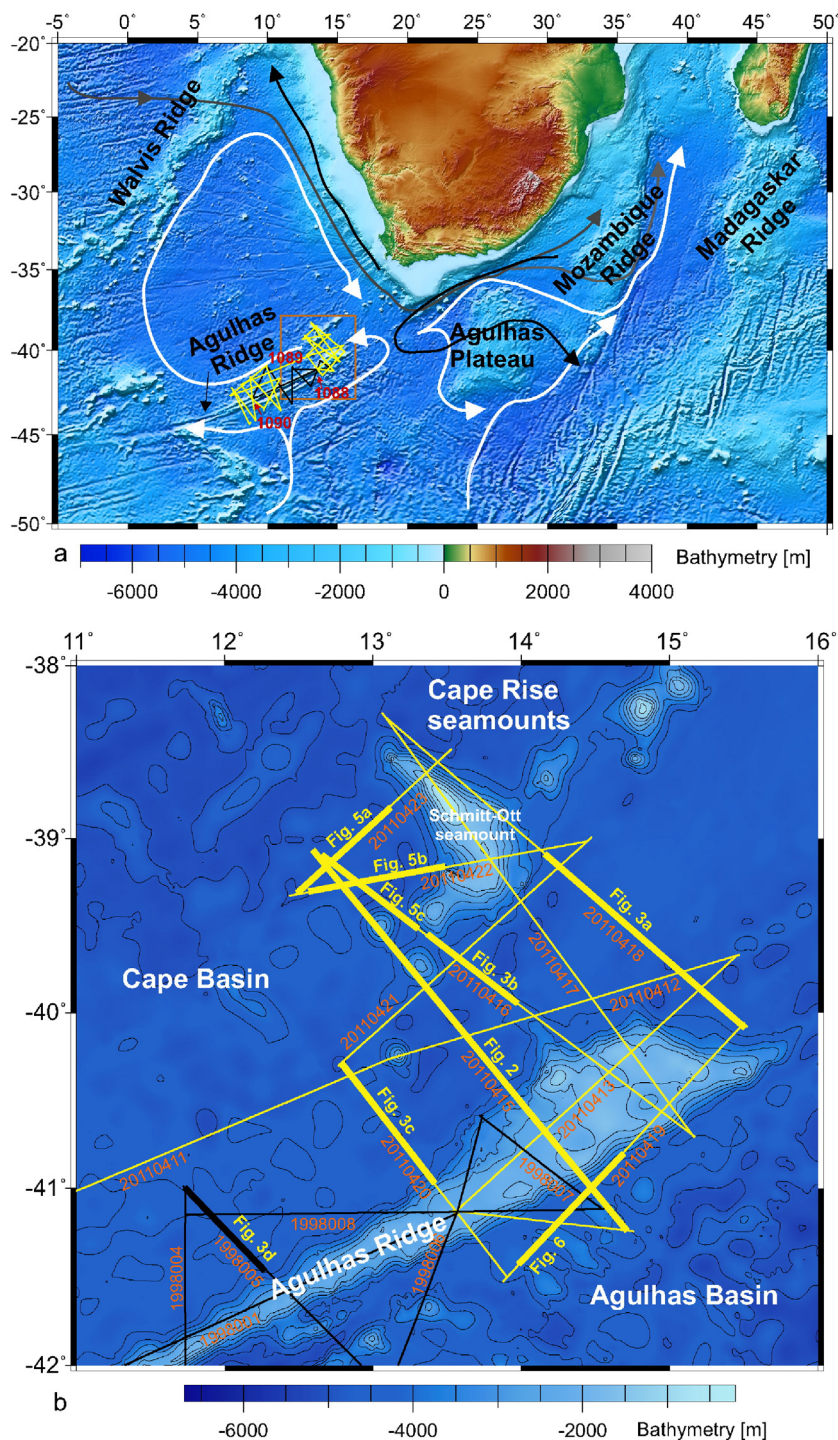 0° 5° 10° 15° 20° 25° 30° 35° 40° 45° 50°
-20°
-25°
-30°
-35°
-40°
-45°
-50°
Walvis Ridge
Agulhas
Ridge
1089
1088
1090
Agulhas
Plateau
Mozambique
Ridge
Madagaskar
Ridge
a
Bathymetry [m]
-6000 -4000 -2000 0 2000 4000
11° 12° 13° 14° 15° 16°
-38°
-39°
-40°
-41°
-42°
Cape Rise
seamounts
Schmitt-Ott
seamount
Fig. 5a
20110423
Fig. 5b
20110422
Fig. 5c
Fig. 3b
20110416
Fig. 3a
20110418
20110417
20110412
Cape Basin
20110421
Fig. 2
20110415
20110413
Fig. 3c
20110420
20110419
20110411
1998007
Fig. 3d
1998008
1998005
1998004
Agulhas Ridge
Fig. 6
Agulhas Basin
1998001
b
-6000 -4000 -2000 Bathymetry [m]